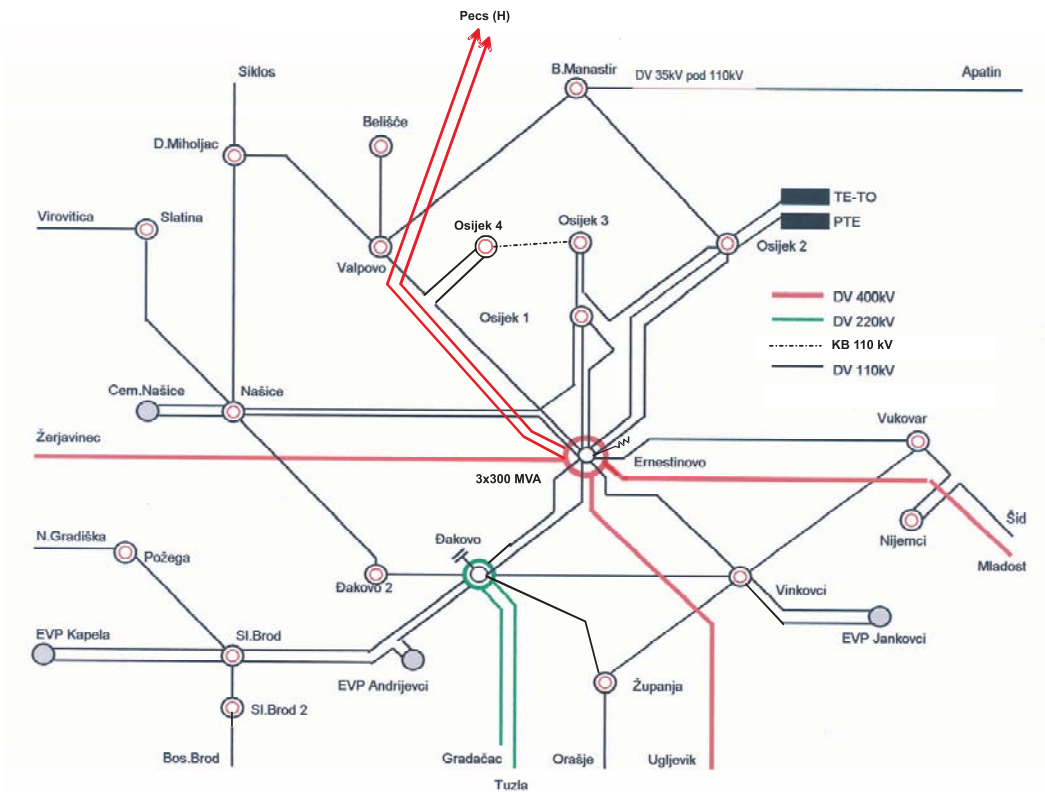 Pecs (H)
Siklos
B.Manastir
DV 35kV pod 110kV
Apatin
Belišće
D.Miholjac
TE-TO
Virovitica
Slatina
Osijek 4
Osijek 3
PTE
Osijek 2
Valpovo
DV 400kV
Osijek 1
DV 220kV
KB 110 kV
DV 110kV
Cem.Našice
Našice
Vukovar
Žerjavinec
Ernestinovo
3x300 MVA
Šid
N.Gradiška
Đakovo
Nijemci
Požega
Mladost
Đakovo 2
Vinkovci
EVP Kapela
Sl.Brod
EVP Jankovci
EVP Andrijevci
Županja
Sl.Brod 2
Bos.Brod
Gradačac
Orašje
Ugljevik
Tuzla